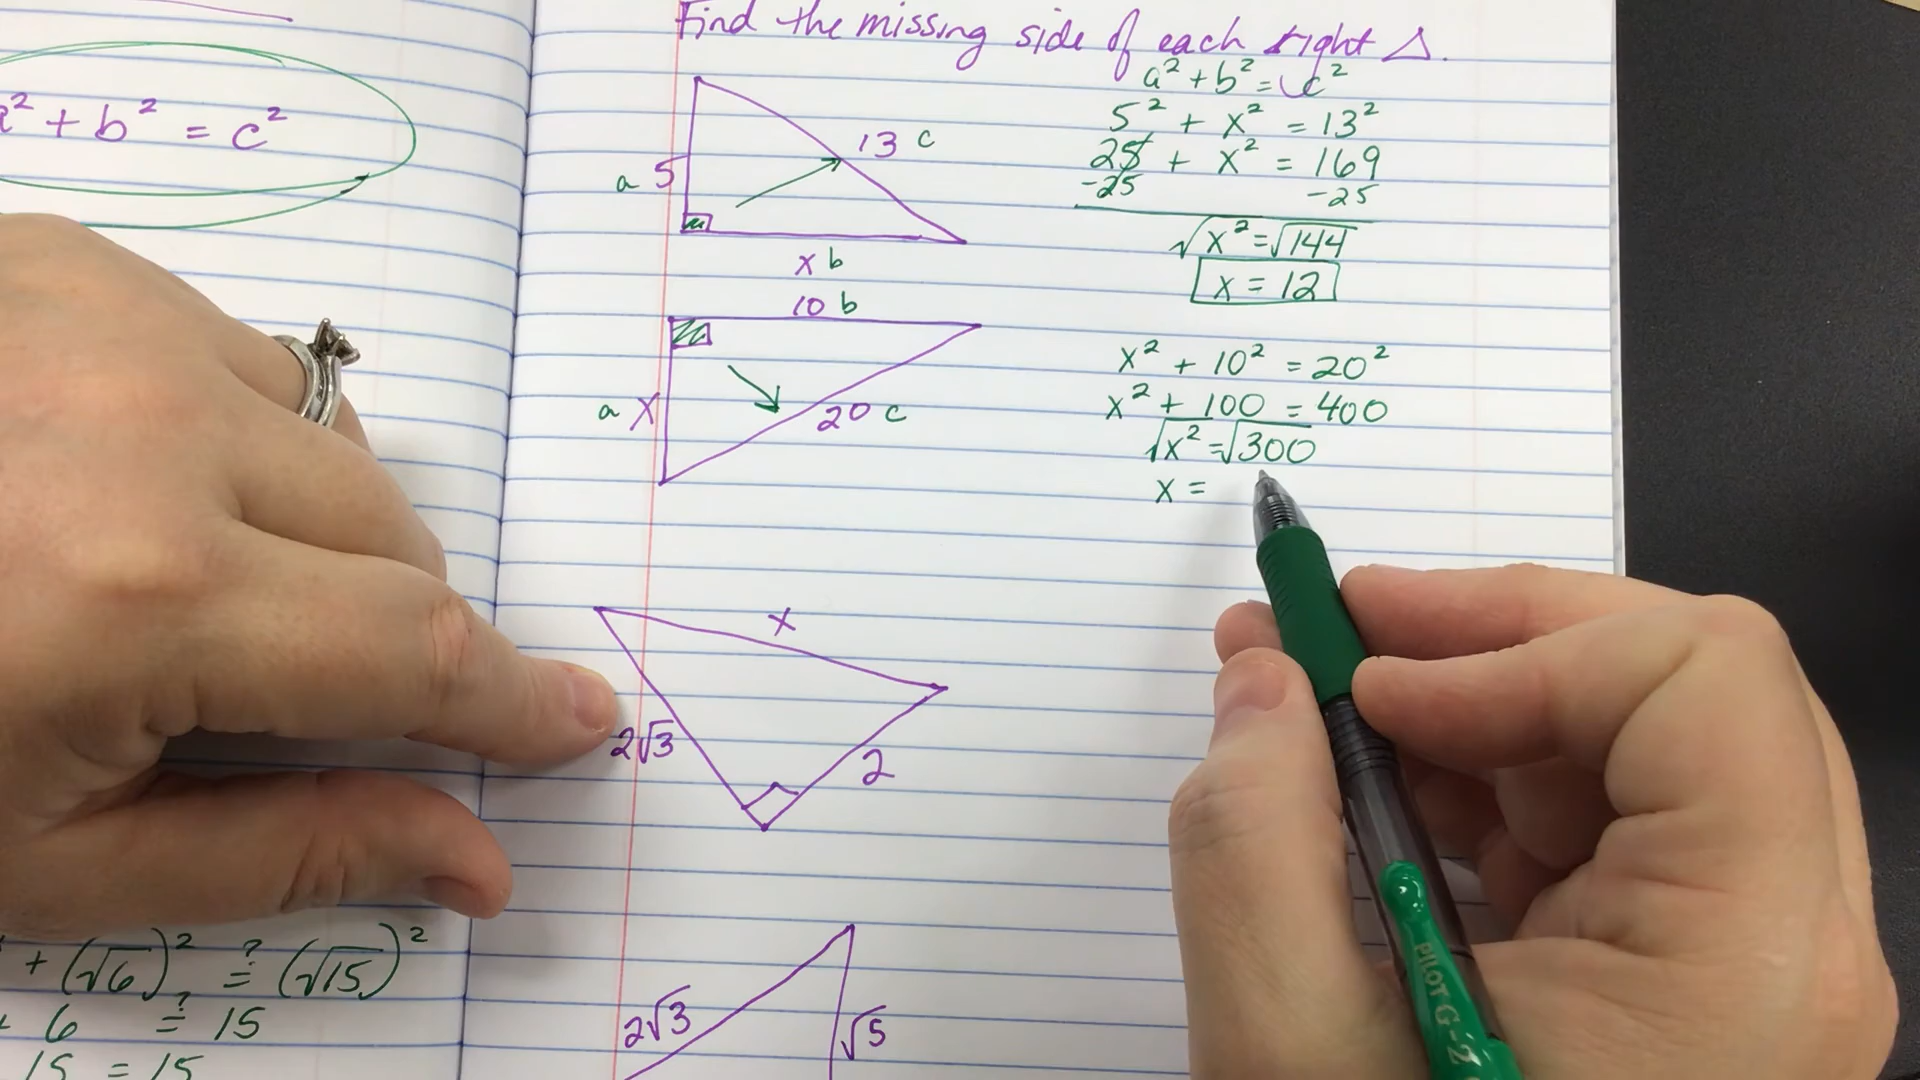 a² + b² = c²
+ (√6)² ≟ (√15)²
6 ≟ 15
15 = 15
Find the missing side of each right △.
a 5
13 c
x b
a² + b² = c²
5² + x² = 13²
25 + x² = 169
-25 -25
√x² = √144
x = 12
10 b
a x
20 c
x² + 10² = 20²
x² + 100 = 400
√x² = √300
x =
x
2√3
2
2√3
√5
PILOT G-2